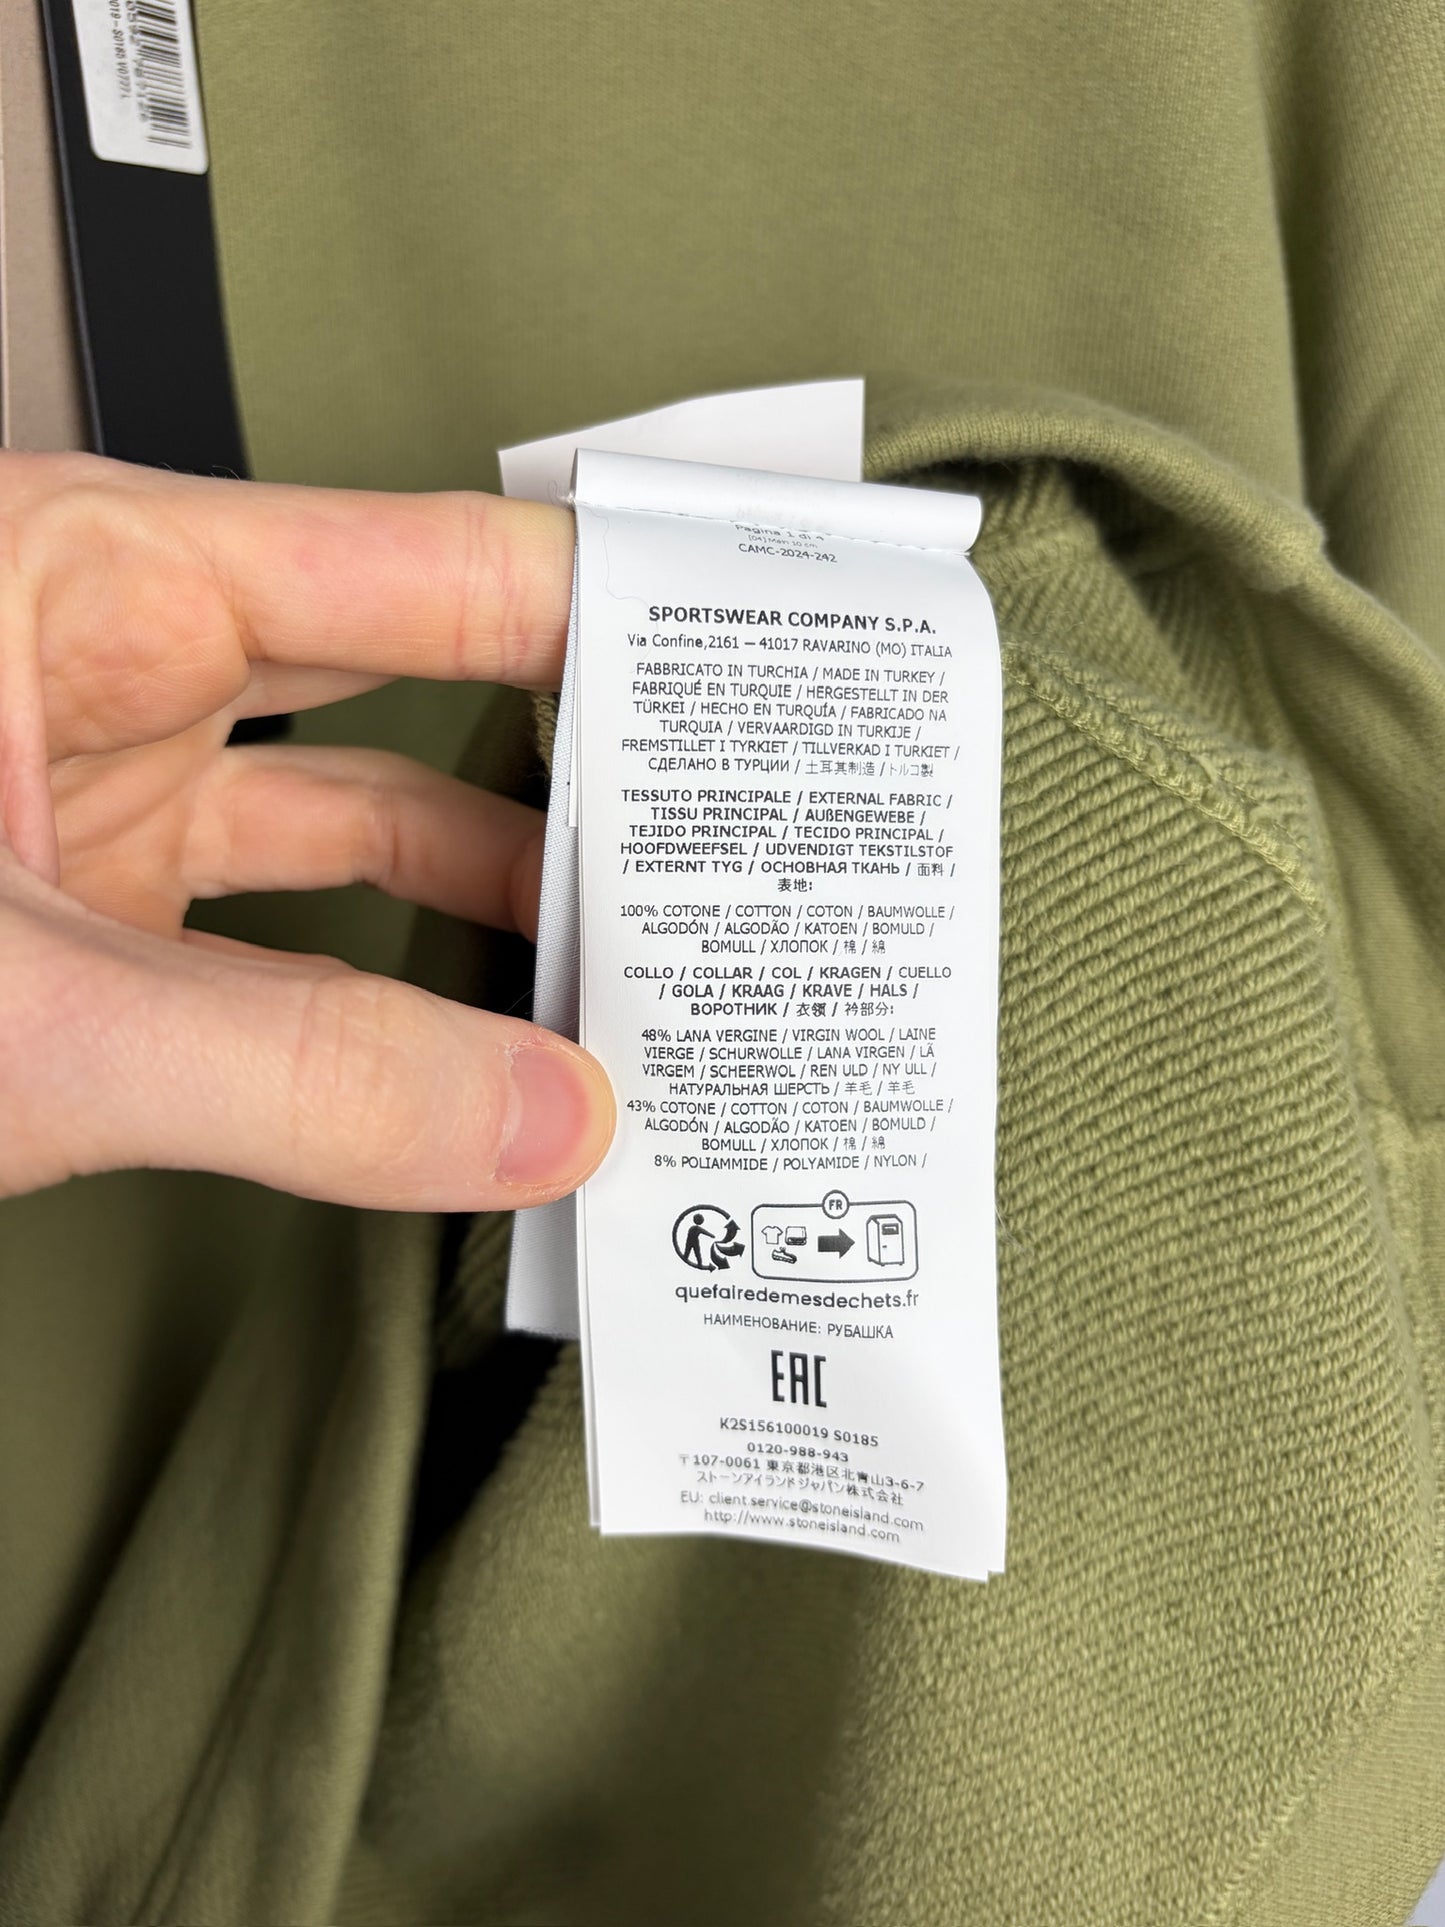 019-S0185 V0777 L
Pagina 1 di 4
[04] Main 10 cm
CAMC-2024-242
SPORTSWEAR COMPANY S.P.A.
Via Confine,2161 – 41017 RAVARINO (MO) ITALIA
FABBRICATO IN TURCHIA / MADE IN TURKEY /
FABRIQUÉ EN TURQUIE / HERGESTELLT IN DER
TÜRKEI / HECHO EN TURQUÍA / FABRICADO NA
TURQUIA / VERVAARDIGD IN TURKIJE /
FREMSTILLET I TYRKIET / TILLVERKAD I TURKIET /
СДЕЛАНО В ТУРЦИИ / 土耳其制造 / トルコ製
TESSUTO PRINCIPALE / EXTERNAL FABRIC /
TISSU PRINCIPAL / AUßENGEWEBE /
TEJIDO PRINCIPAL / TECIDO PRINCIPAL /
HOOFDWEEFSEL / UDVENDIGT TEKSTILSTOF
/ EXTERNT TYG / ОСНОВНАЯ ТКАНЬ / 面料 /
表地:
100% COTONE / COTTON / COTON / BAUMWOLLE /
ALGODÓN / ALGODÃO / KATOEN / BOMULD /
BOMULL / ХЛОПОК / 棉 / 綿
COLLO / COLLAR / COL / KRAGEN / CUELLO
/ GOLA / KRAAG / KRAVE / HALS /
ВОРОТНИК / 衣领 / 衿部分:
48% LANA VERGINE / VIRGIN WOOL / LAINE
VIERGE / SCHURWOLLE / LANA VIRGEN / LÃ
VIRGEM / SCHEERWOL / REN ULD / NY ULL /
НАТУРАЛЬНАЯ ШЕРСТЬ / 羊毛 / 羊毛
43% COTONE / COTTON / COTON / BAUMWOLLE /
ALGODÓN / ALGODÃO / KATOEN / BOMULD /
BOMULL / ХЛОПОК / 棉 / 綿
8% POLIAMMIDE / POLYAMIDE / NYLON /
FR
quefairedemesdechets.fr
НАИМЕНОВАНИЕ: РУБАШКА
EAC
K2S156100019 S0185
0120-988-943
〒107-0061 東京都港区北青山3-6-7
ストーンアイランドジャパン株式会社
EU: client.service@stoneisland.com
http://www.stoneisland.com